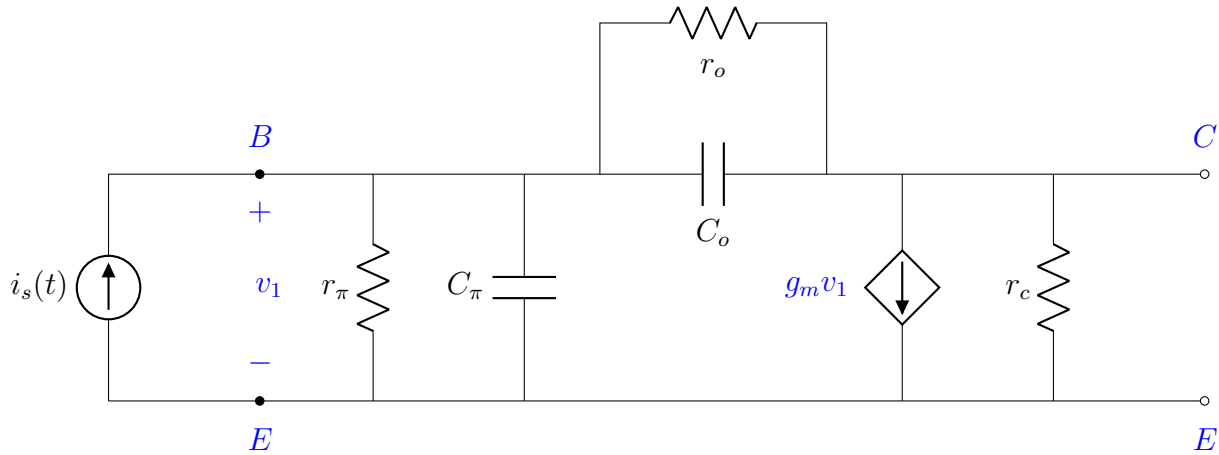 r_o
B
C
+
C_o
i_s(t)
v_1
r_π
C_π
g_m v_1
r_c
−
E
E